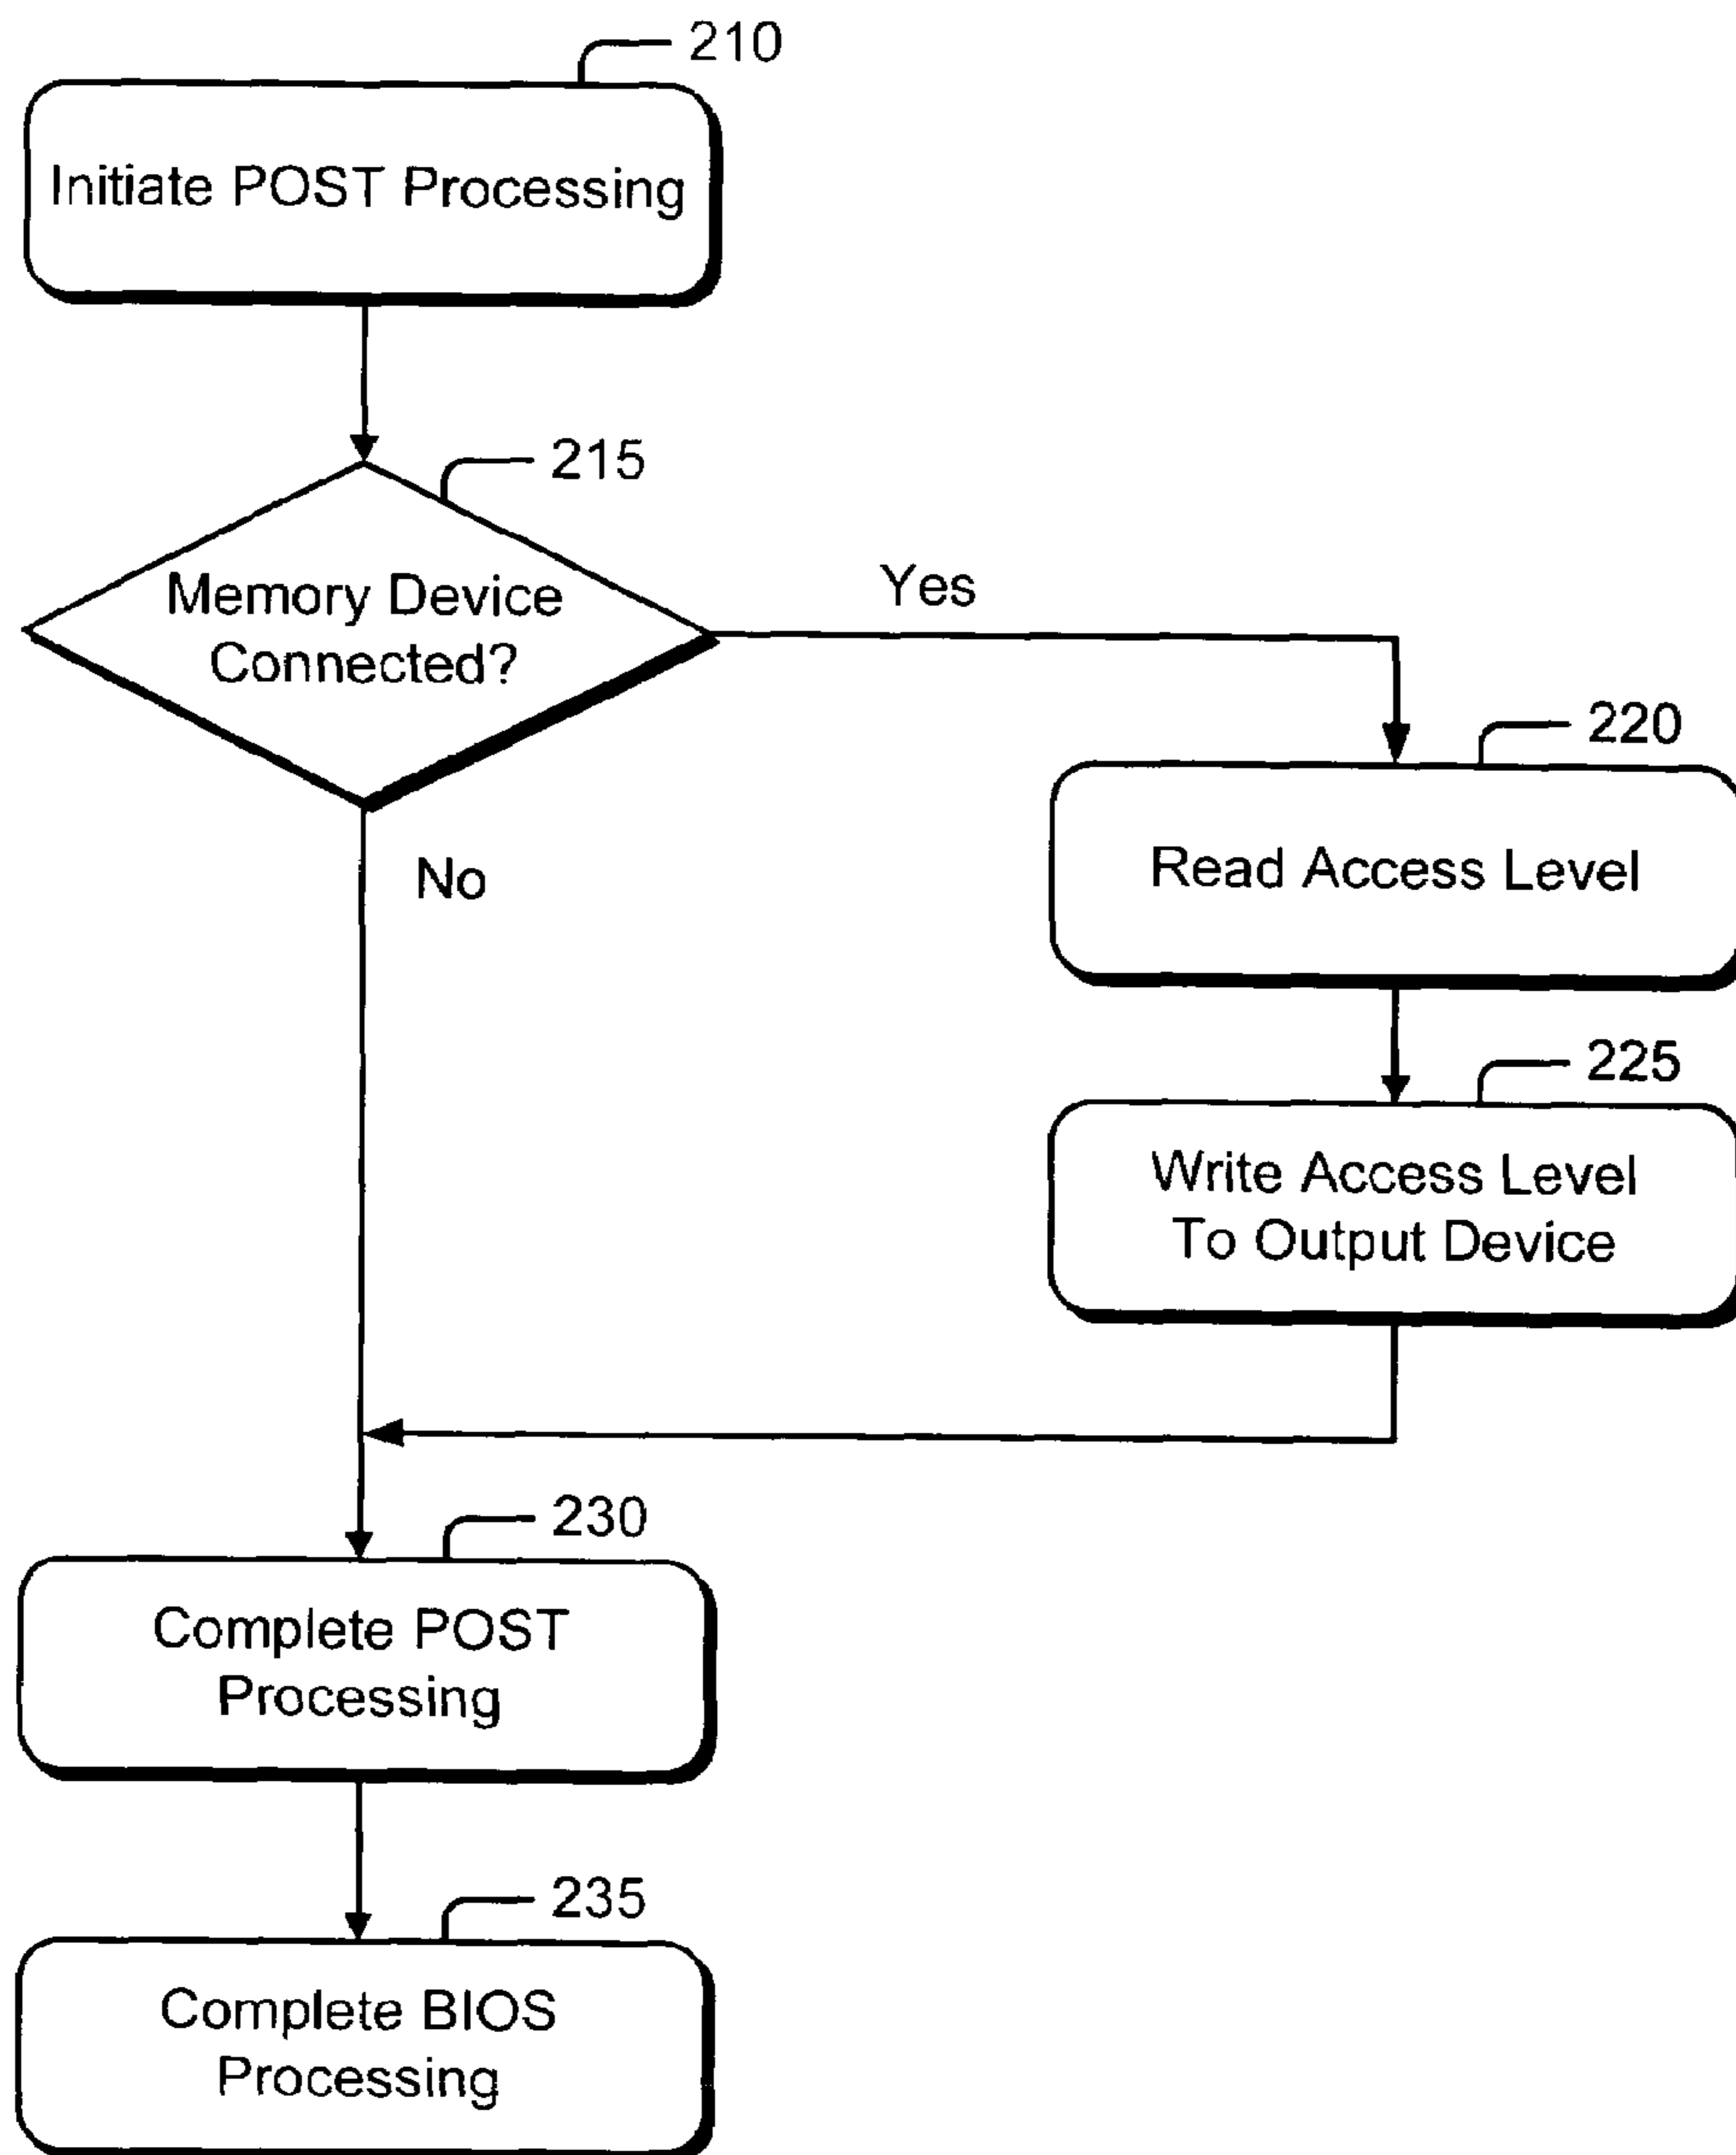 210
Initiate POST Processing
215
Memory Device
Connected?
Yes
No
220
Read Access Level
225
Write Access Level
To Output Device
230
Complete POST
Processing
235
Complete BIOS
Processing